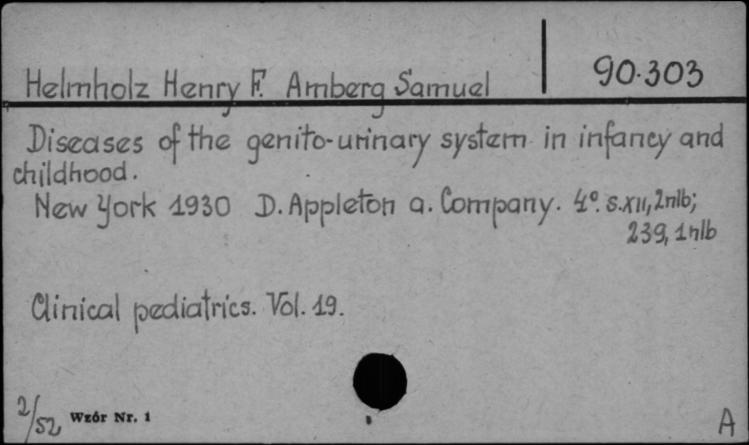 Helmholz Henry F. Amberg Samuel 90.303
Diseases of the genito-urinary system in infancy and
childhood.
New York 1930 D. Appleton a. Company. 4°. s.XII, 2nlb;
239, 1nlb
Clinical pediatrics. Vol. 19.
2/52 Wzór Nr. 1
A